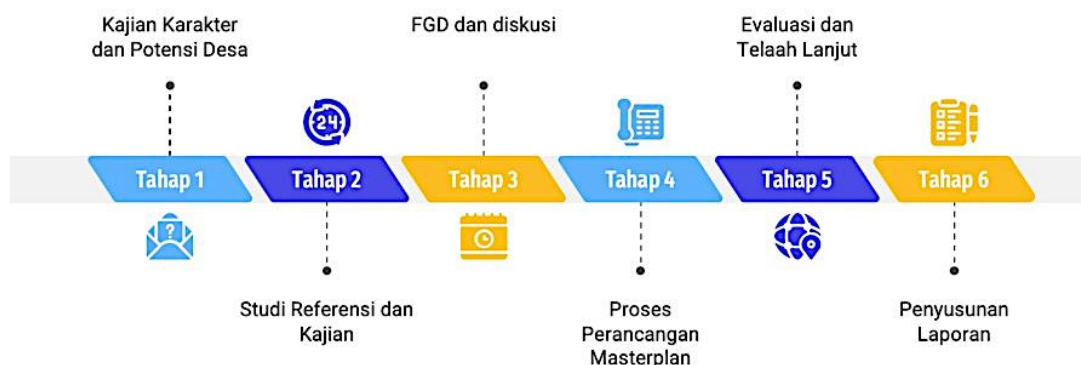 Kajian Karakter
dan Potensi Desa
FGD dan diskusi
Evaluasi dan
Telaah Lanjut
24
Tahap 1
Tahap 2
Tahap 3
Tahap 4
Tahap 5
Tahap 6
?
Studi Referensi dan
Kajian
Proses
Perancangan
Masterplan
Penyusunan
Laporan